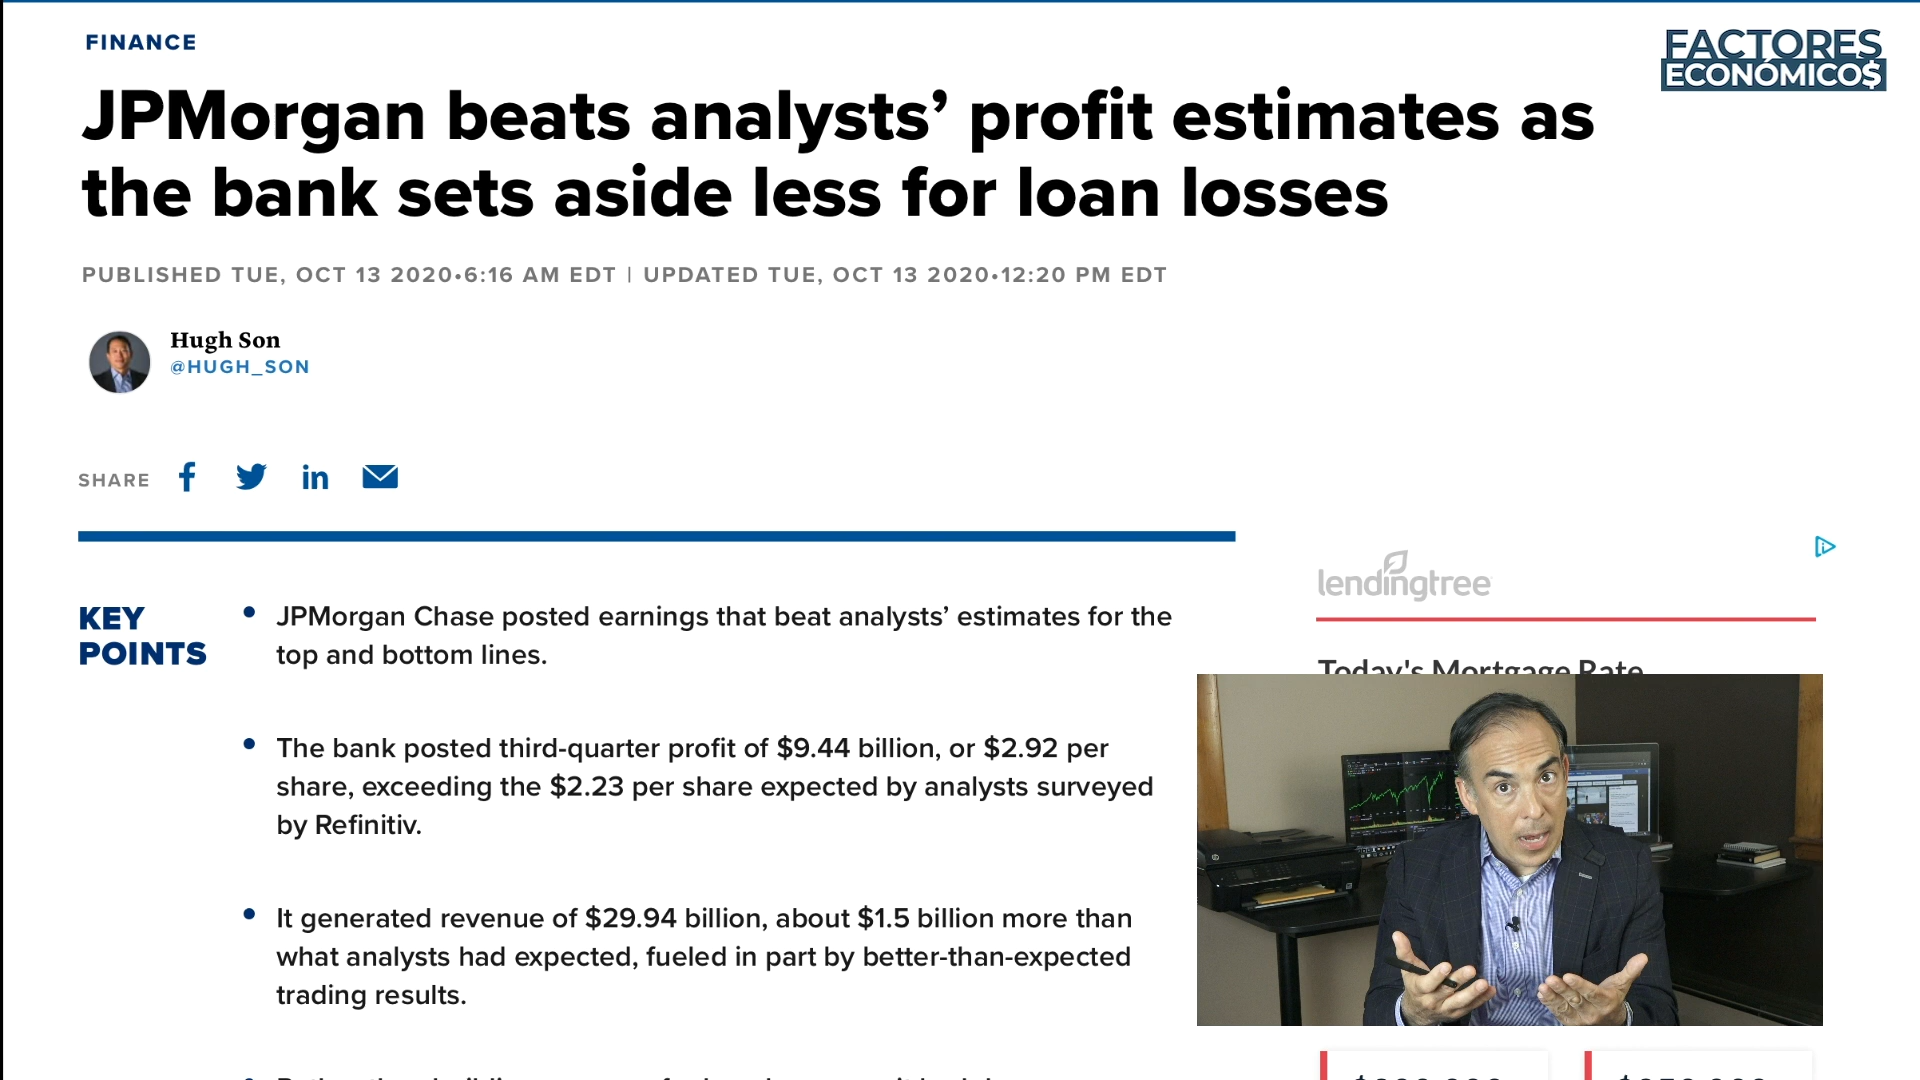 FINANCE
FACTORES
ECONÓMICO$
JPMorgan beats analysts’ profit estimates as
the bank sets aside less for loan losses
PUBLISHED TUE, OCT 13 2020•6:16 AM EDT | UPDATED TUE, OCT 13 2020•12:20 PM EDT
Hugh Son
@HUGH_SON
SHARE
KEY
POINTS
• JPMorgan Chase posted earnings that beat analysts’ estimates for the
top and bottom lines.
• The bank posted third-quarter profit of $9.44 billion, or $2.92 per
share, exceeding the $2.23 per share expected by analysts surveyed
by Refinitiv.
• It generated revenue of $29.94 billion, about $1.5 billion more than
what analysts had expected, fueled in part by better-than-expected
trading results.
lendingtree
Today's Mortgage Rate